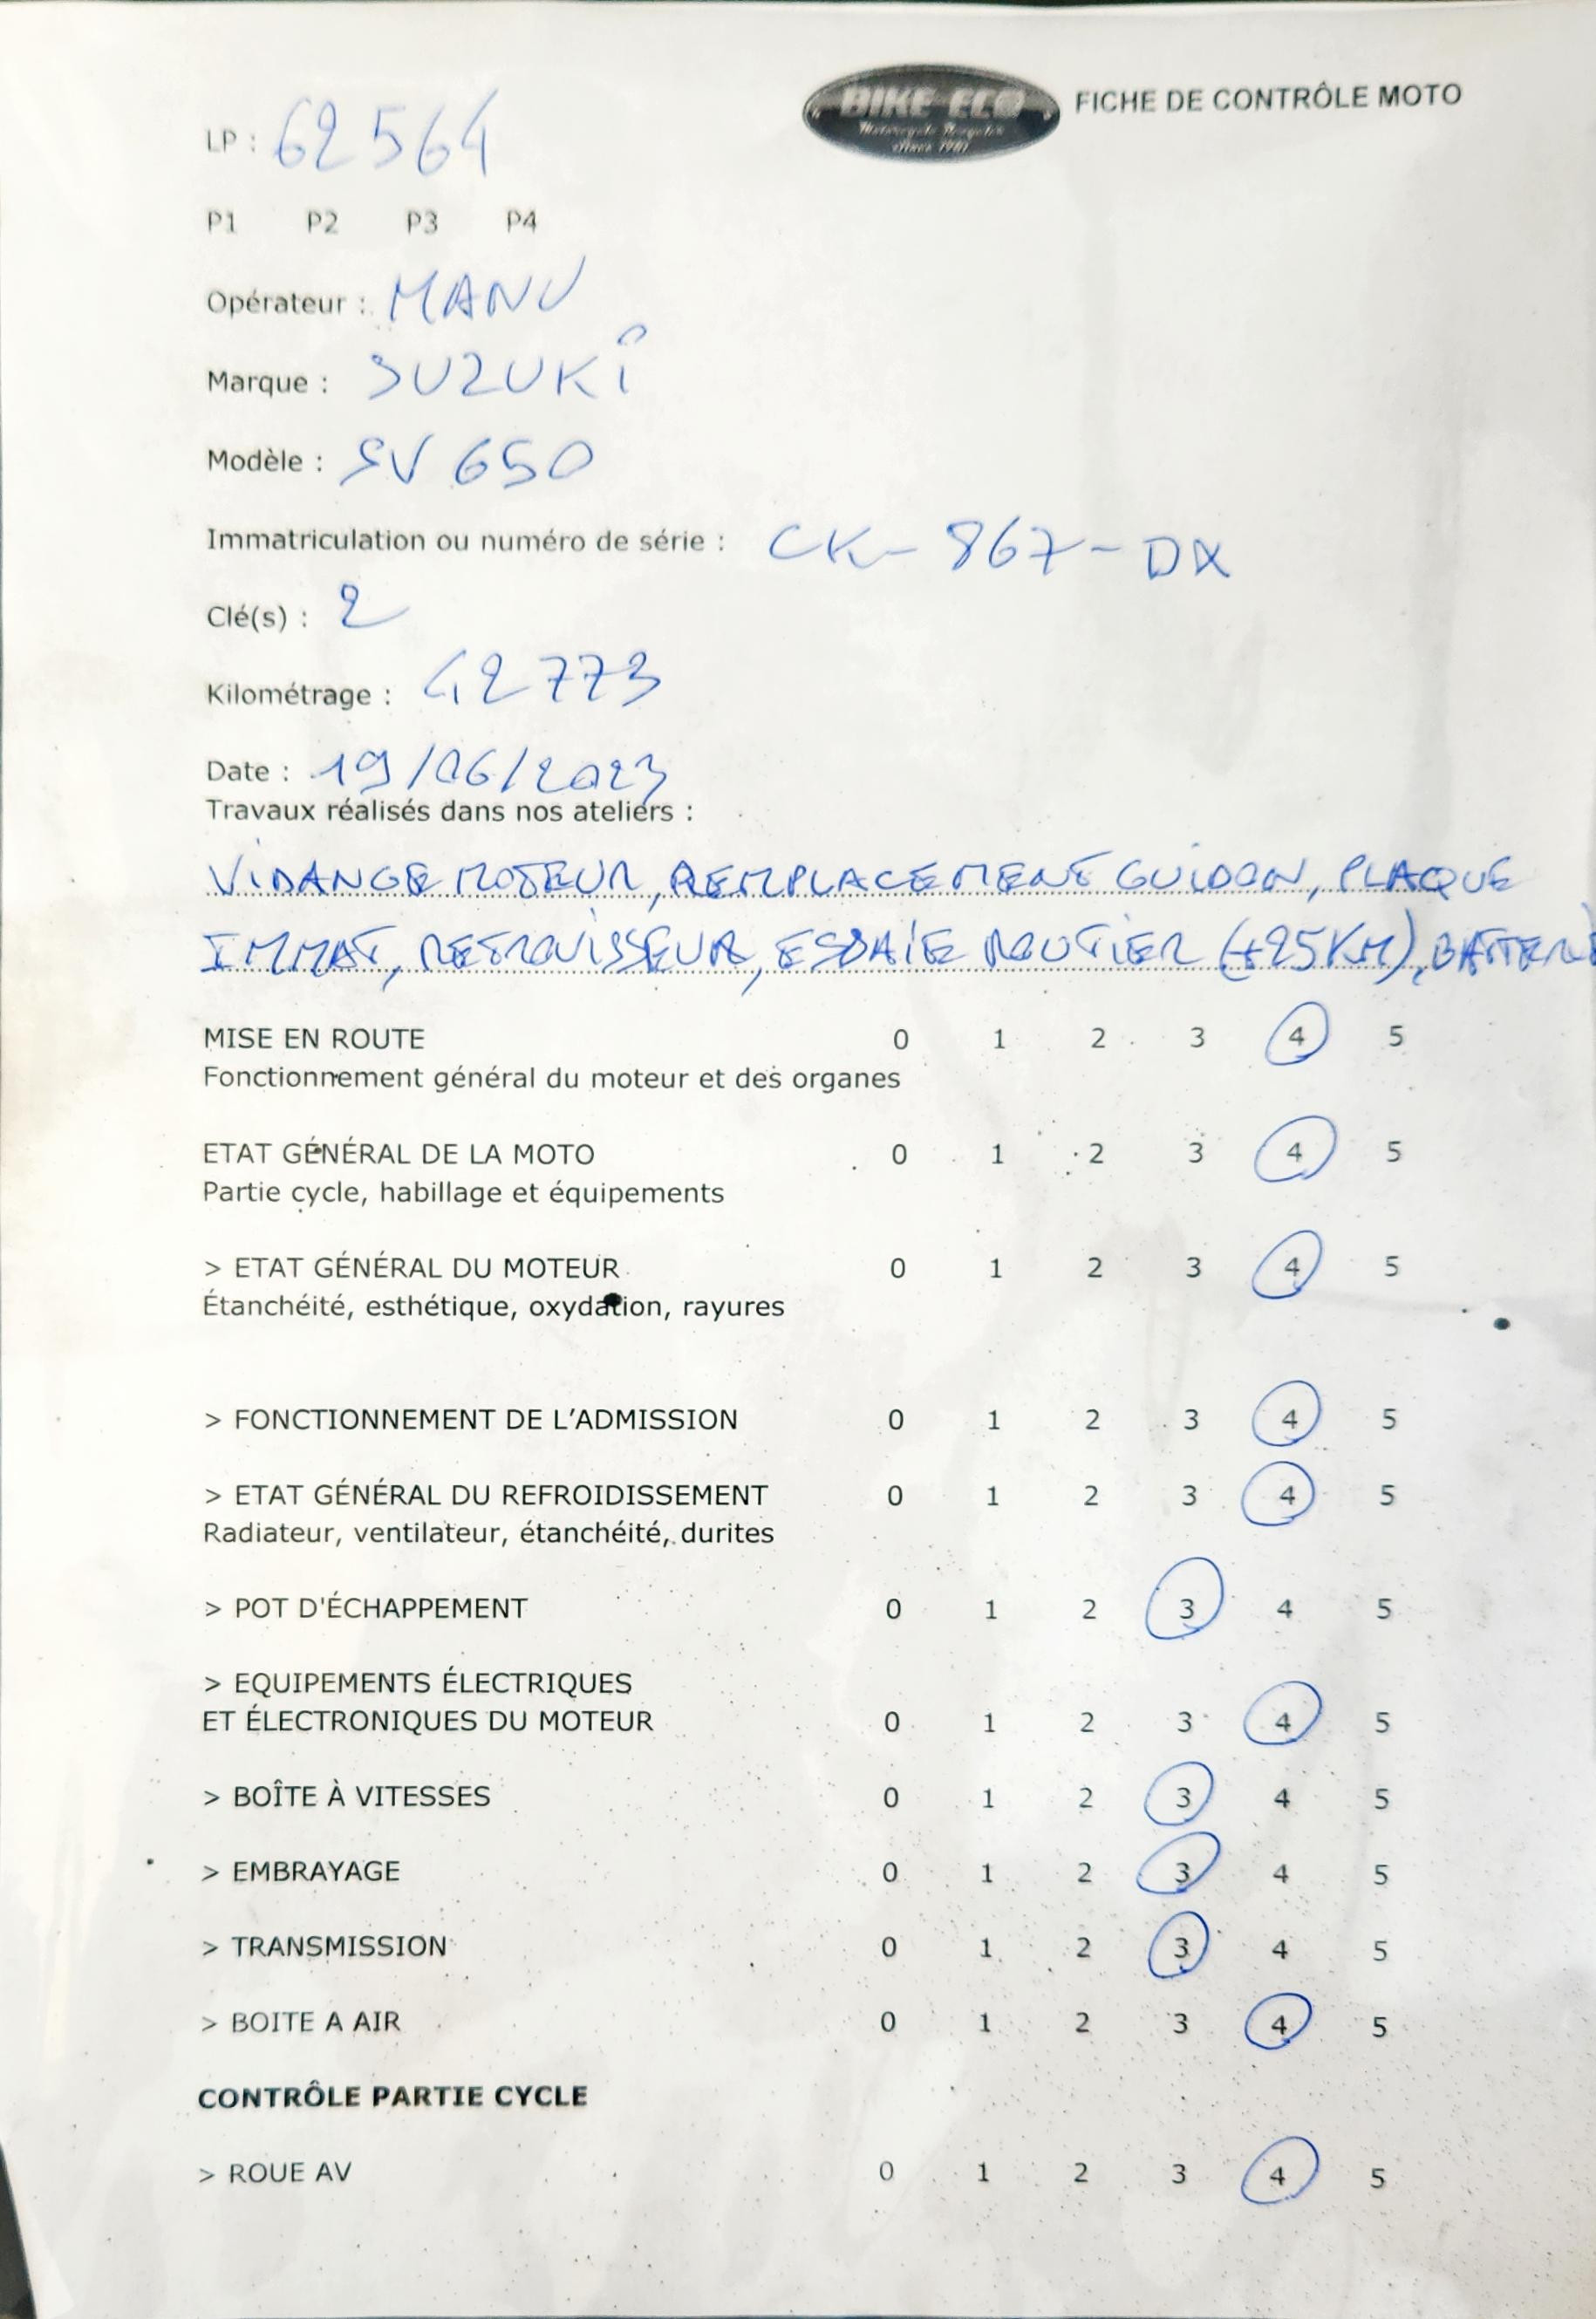 BIKE ECO
Motorcycle Recycler
Since 1981
FICHE DE CONTRÔLE MOTO
LP : 62564
P1 P2 P3 P4
Opérateur : MANU
Marque : SUZUKI
Modèle : SV 650
Immatriculation ou numéro de série : CK-867-DX
Clé(s) : 2
Kilométrage : 42773
Date : 19/06/2023
Travaux réalisés dans nos ateliers :
VIDANGE MOTEUR, REMPLACEMENT GUIDON, PLAQUE
IMMAT, RETROVISSEUR, ESSAIE ROUTIER (+25KM), BATTERIE
MISE EN ROUTE 0 1 2 3 4 5
Fonctionnement général du moteur et des organes
ETAT GÉNÉRAL DE LA MOTO 0 1 2 3 4 5
Partie cycle, habillage et équipements
> ETAT GÉNÉRAL DU MOTEUR 0 1 2 3 4 5
Étanchéité, esthétique, oxydation, rayures
> FONCTIONNEMENT DE L'ADMISSION 0 1 2 3 4 5
> ETAT GÉNÉRAL DU REFROIDISSEMENT 0 1 2 3 4 5
Radiateur, ventilateur, étanchéité, durites
> POT D'ÉCHAPPEMENT 0 1 2 3 4 5
> EQUIPEMENTS ÉLECTRIQUES
ET ÉLECTRONIQUES DU MOTEUR 0 1 2 3 4 5
> BOÎTE À VITESSES 0 1 2 3 4 5
> EMBRAYAGE 0 1 2 3 4 5
> TRANSMISSION 0 1 2 3 4 5
> BOITE A AIR 0 1 2 3 4 5
CONTRÔLE PARTIE CYCLE
> ROUE AV 0 1 2 3 4 5